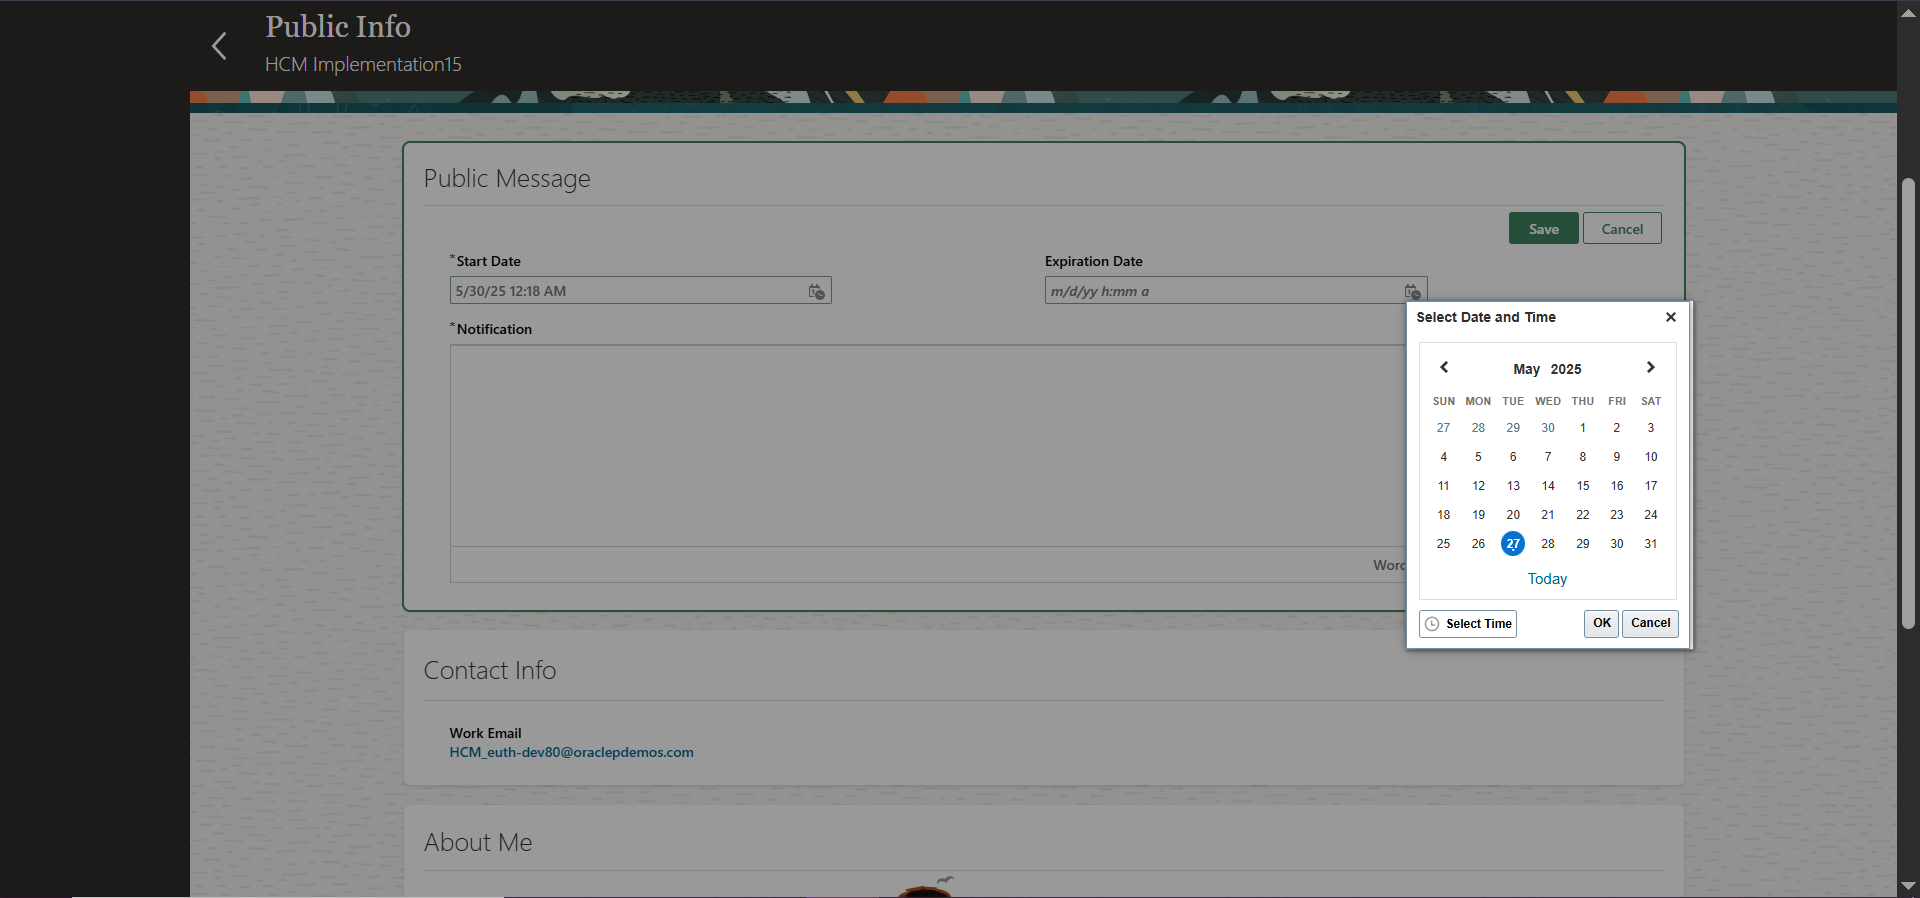 Public Info
HCM Implementation15
Public Message
Save Cancel
*Start Date
5/30/25 12:18 AM
Expiration Date
m/d/yy h:mm a
*Notification
Select Date and Time
May 2025
SUN MON TUE WED THU FRI SAT
27 28 29 30 1 2 3
4 5 6 7 8 9 10
11 12 13 14 15 16 17
18 19 20 21 22 23 24
25 26 27 28 29 30 31
Today
Select Time OK Cancel
Contact Info
Work Email
HCM_euth-dev80@oraclepdemos.com
About Me